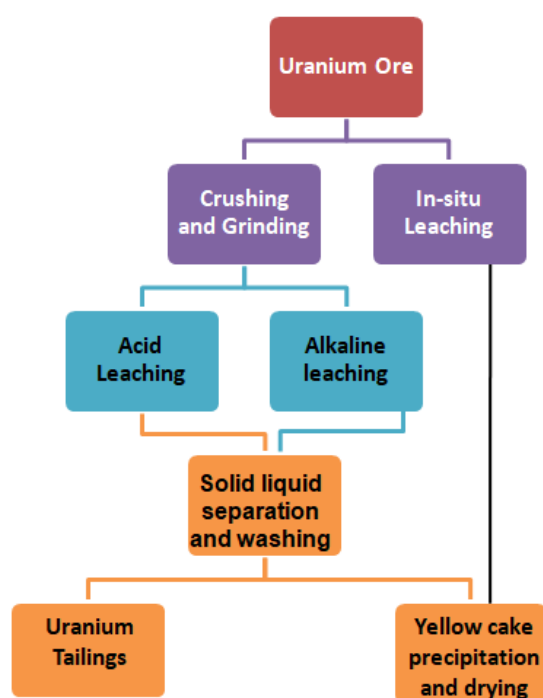 Uranium Ore
Crushing
and Grinding
In-situ
Leaching
Acid
Leaching
Alkaline
leaching
Solid liquid
separation
and washing
Uranium
Tailings
Yellow cake
precipitation
and drying